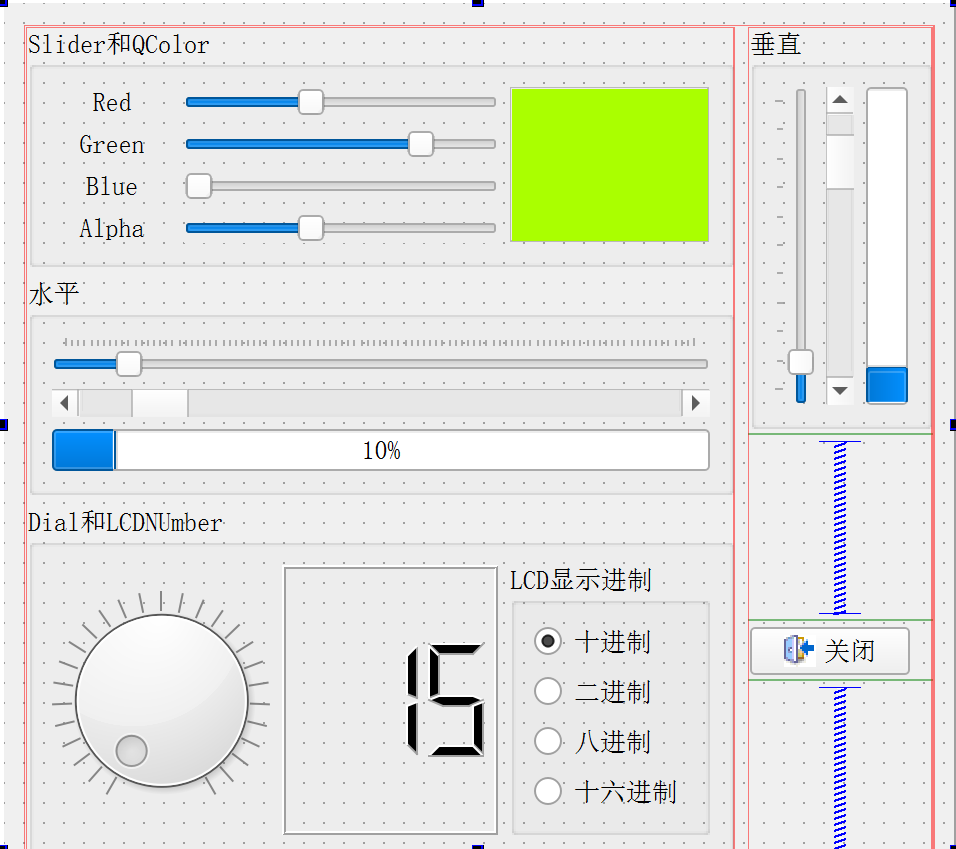 Slider和QColor
Red
Green
Blue
Alpha
垂直
水平
10%
Dial和LCDNUmber
15
LCD显示进制
十进制
二进制
八进制
十六进制
关闭